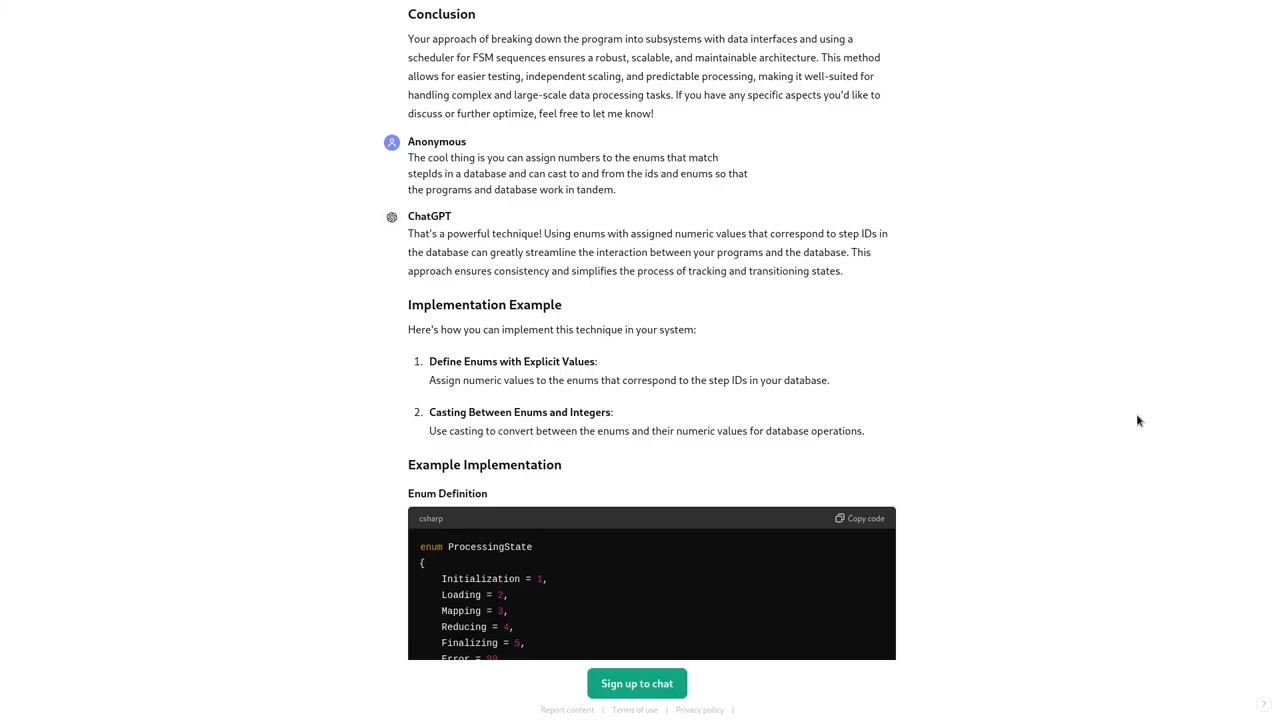 Conclusion
Your approach of breaking down the program into subsystems with data interfaces and using a
scheduler for FSM sequences ensures a robust, scalable, and maintainable architecture. This method
allows for easier testing, independent scaling, and predictable processing, making it well-suited for
handling complex and large-scale data processing tasks. If you have any specific aspects you'd like to
discuss or further optimize, feel free to let me know!
Anonymous
The cool thing is you can assign numbers to the enums that match
stepIds in a database and can cast to and from the ids and enums so that
the programs and database work in tandem.
ChatGPT
That's a powerful technique! Using enums with assigned numeric values that correspond to step IDs in
the database can greatly streamline the interaction between your programs and the database. This
approach ensures consistency and simplifies the process of tracking and transitioning states.
Implementation Example
Here's how you can implement this technique in your system:
1. Define Enums with Explicit Values:
Assign numeric values to the enums that correspond to the step IDs in your database.
2. Casting Between Enums and Integers:
Use casting to convert between the enums and their numeric values for database operations.
Example Implementation
Enum Definition
csharp Copy code
enum ProcessingState
{
Initialization = 1,
Loading = 2,
Mapping = 3,
Reducing = 4,
Finalizing = 5,
Error = 99
Sign up to chat
Report content | Terms of use | Privacy policy |
?